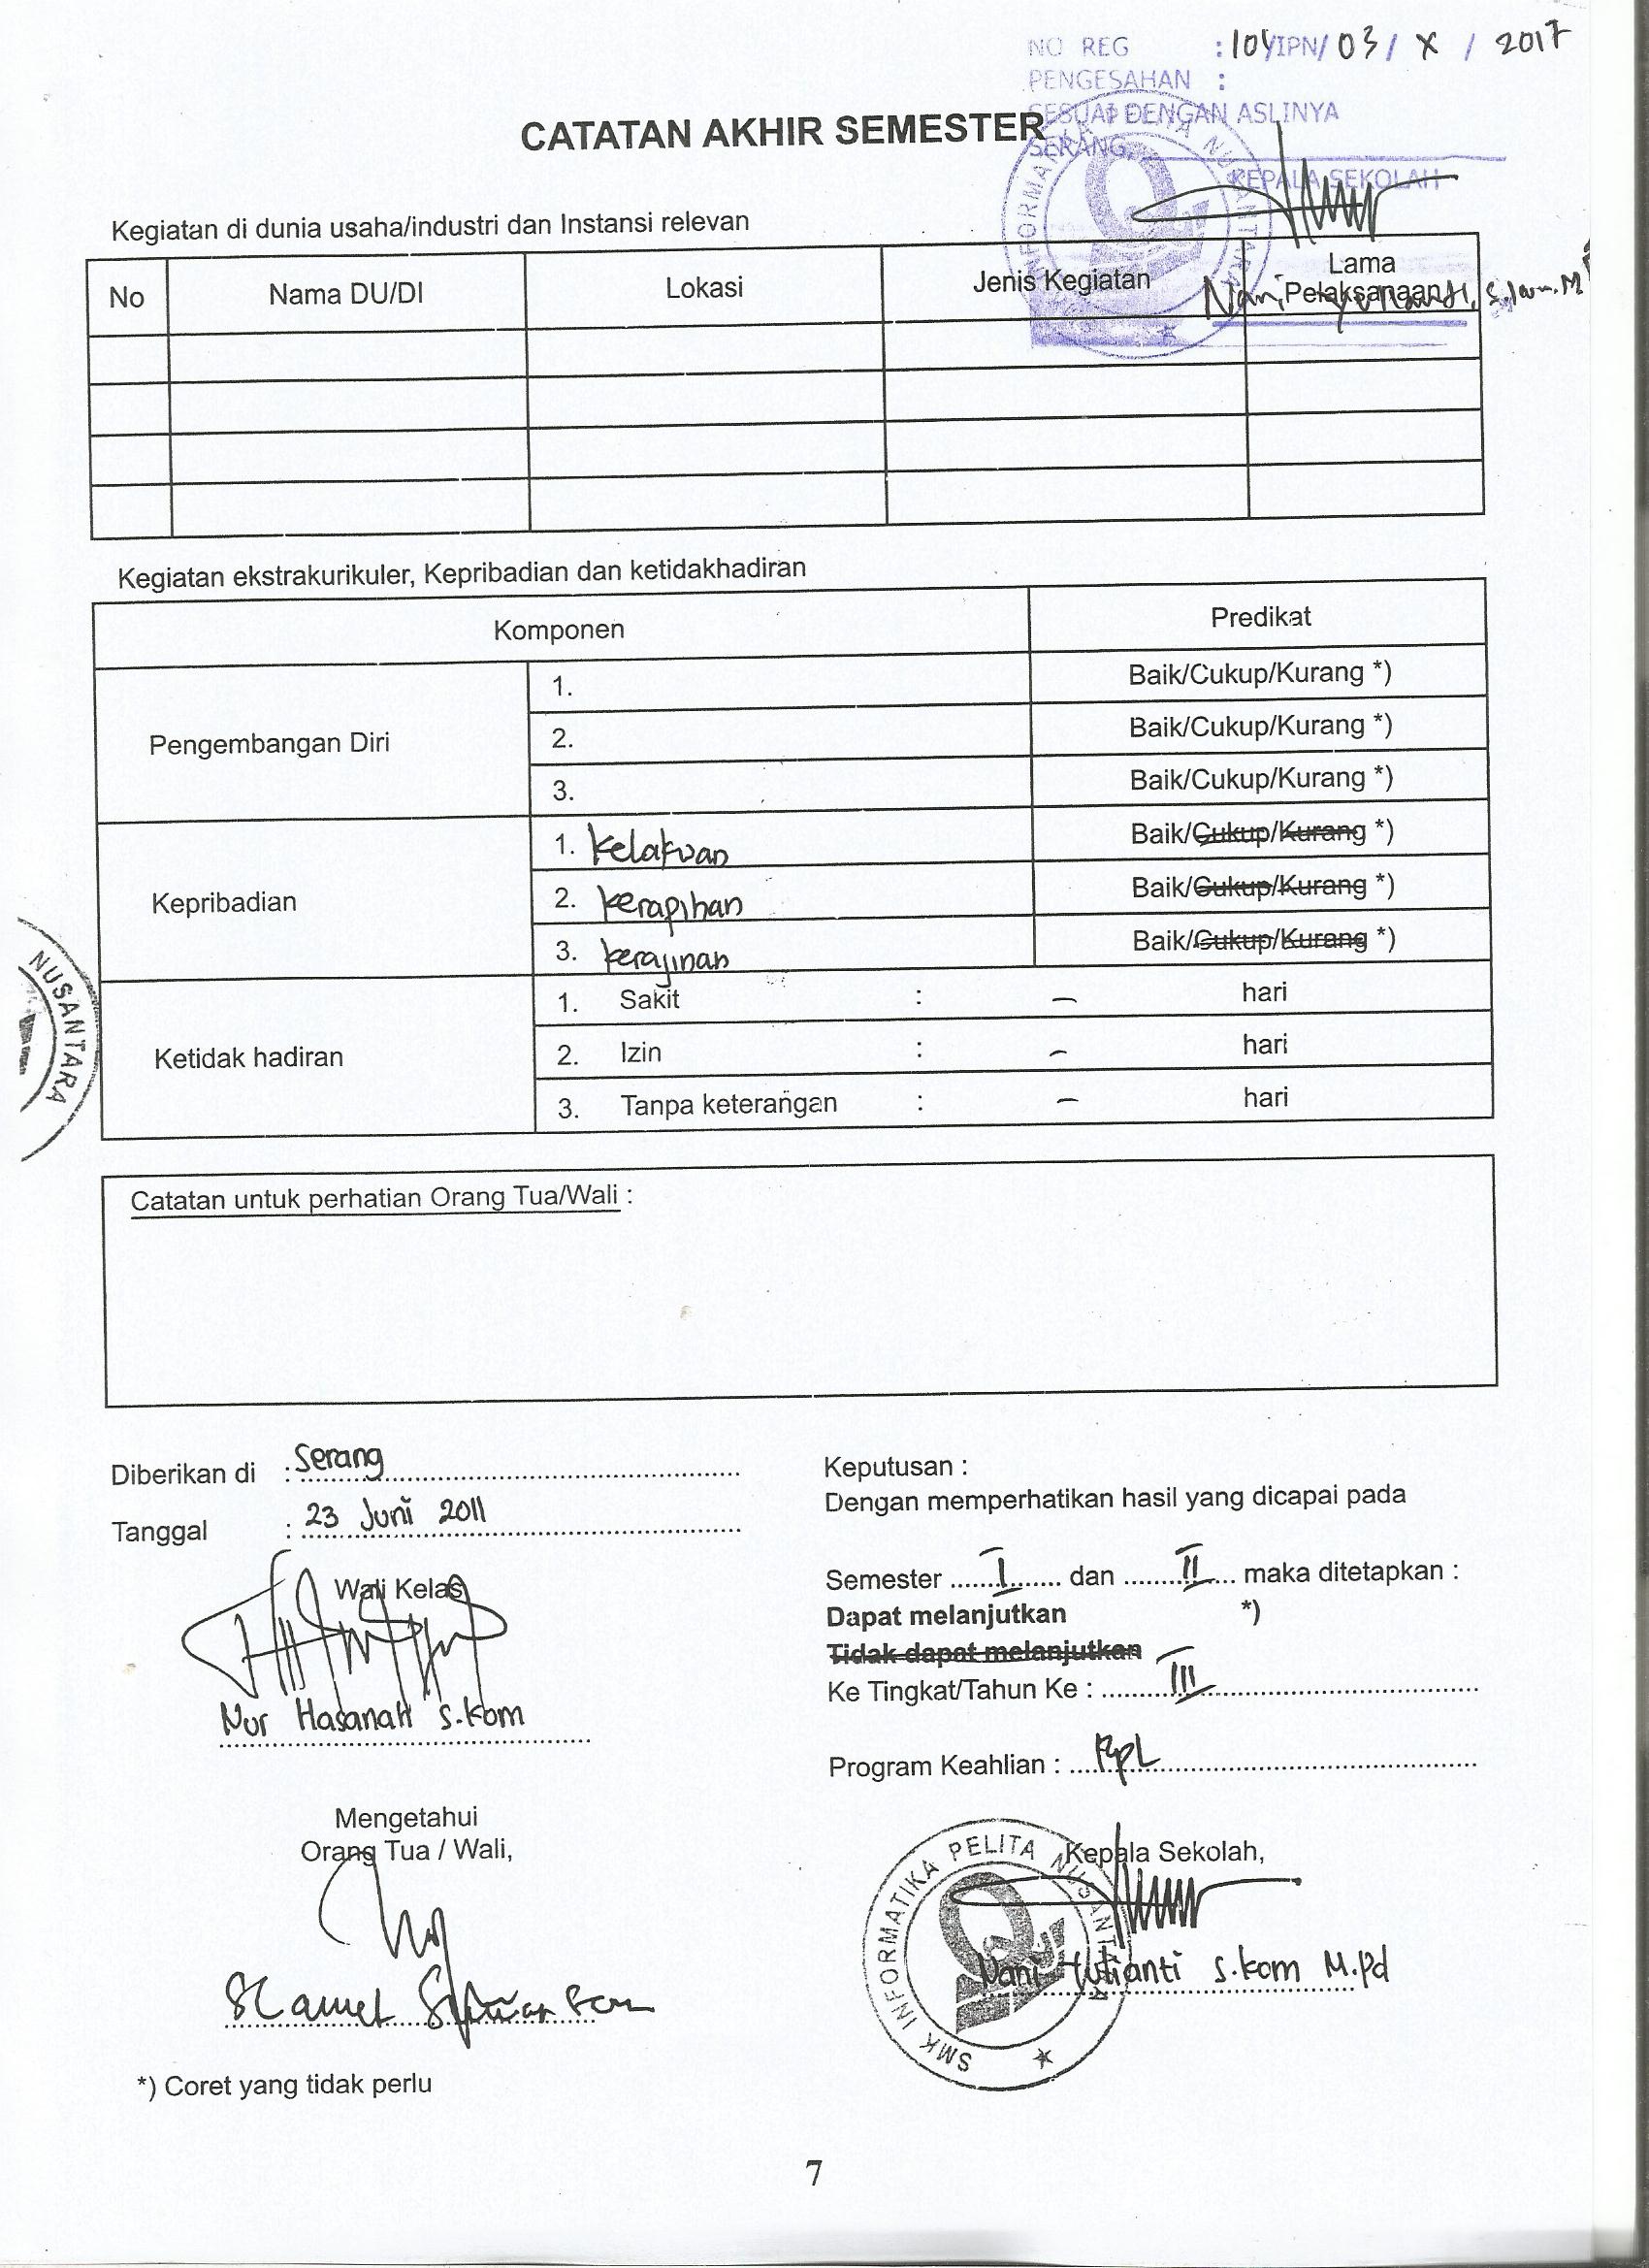 NO REG : 104/IPN/ 03 / X / 2017
PENGESAHAN :
SESUAI DENGAN ASLINYA
SERANG,
KEPALA SEKOLAH
CATATAN AKHIR SEMESTER
Kegiatan di dunia usaha/industri dan Instansi relevan
No Nama DU/DI Lokasi Jenis Kegiatan Lama Pelaksanaan
Kegiatan ekstrakurikuler, Kepribadian dan ketidakhadiran
Komponen Predikat
Pengembangan Diri
1. Baik/Cukup/Kurang *)
2. Baik/Cukup/Kurang *)
3. Baik/Cukup/Kurang *)
Kepribadian
1. Kelakuan Baik/Cukup/Kurang *)
2. kerapihan Baik/Cukup/Kurang *)
3. kerajinan Baik/Cukup/Kurang *)
Ketidak hadiran
1. Sakit : – hari
2. Izin : – hari
3. Tanpa keterangan : – hari
NUSANTARA
Catatan untuk perhatian Orang Tua/Wali :
Diberikan di : Serang
Tanggal : 23 Juni 2011
Wali Kelas
Nur Hasanah S.kom
Mengetahui
Orang Tua / Wali,
Slamet
Keputusan :
Dengan memperhatikan hasil yang dicapai pada
Semester I dan II maka ditetapkan :
Dapat melanjutkan *)
Tidak dapat melanjutkan
Ke Tingkat/Tahun Ke : III
Program Keahlian : RPL
Kepala Sekolah,
SMK INFORMATIKA PELITA NUSANTARA
Nani Yulianti S.kom M.Pd
*) Coret yang tidak perlu
7